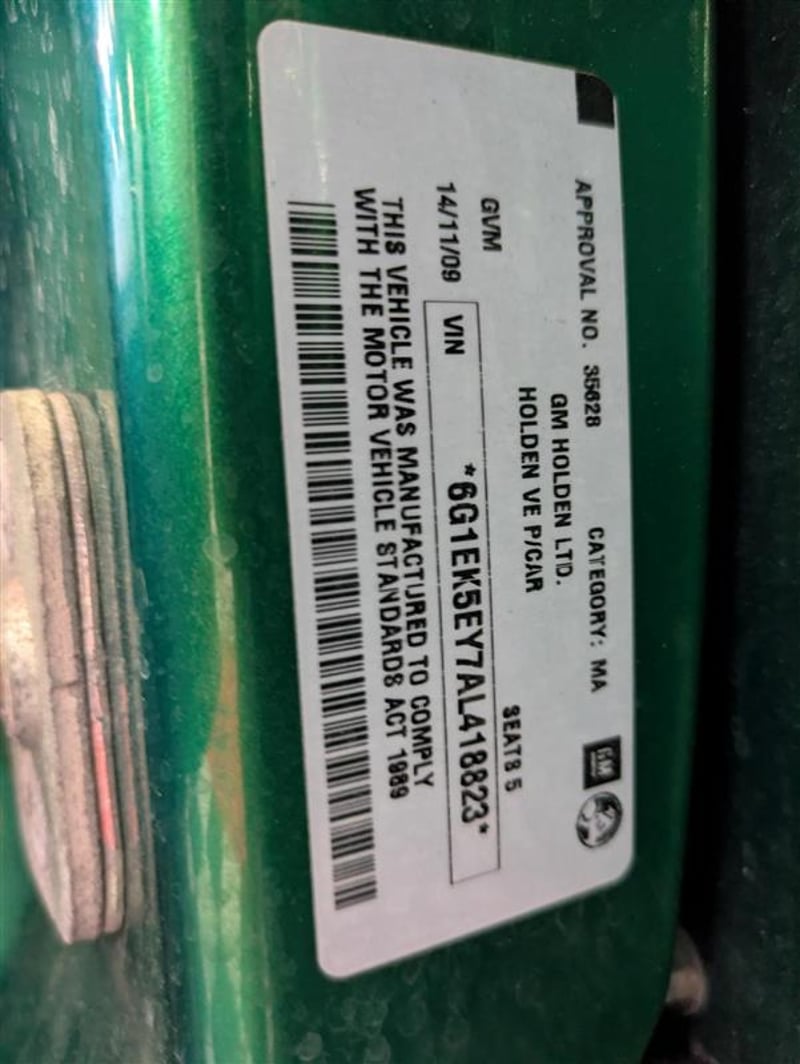 APPROVAL NO. 35628 CATEGORY: MA
GM
GM HOLDEN LTD.
HOLDEN VE P/CAR
GVM SEATS 5
14/11/09 VIN *6G1EK5EY7AL418823*
THIS VEHICLE WAS MANUFACTURED TO COMPLY
WITH THE MOTOR VEHICLE STANDARDS ACT 1989